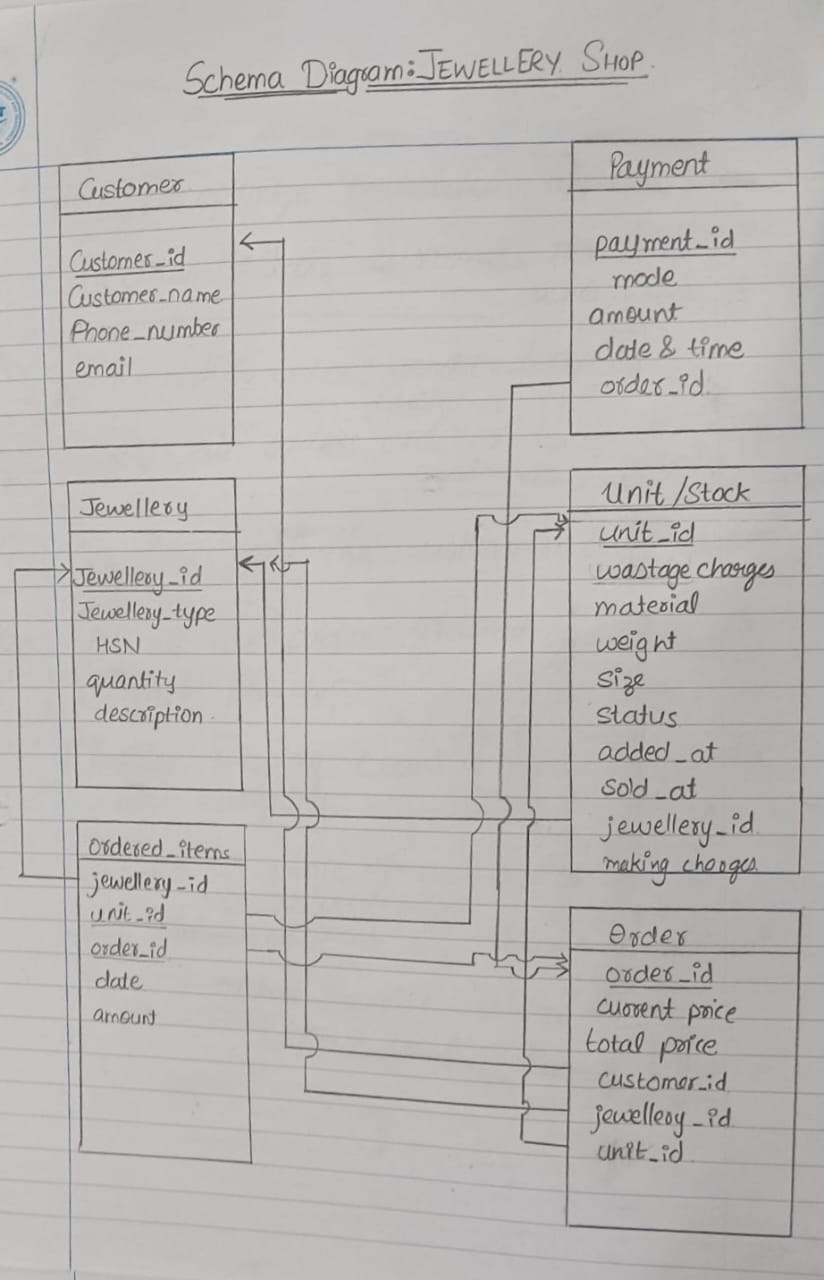 Schema Diagram: JEWELLERY SHOP.
Customer
Customer_id
Customer_name
Phone_number
email
Payment
payment_id
mode
amount
date & time
order_id
Jewellery
Jewellery_id
Jewellery_type
HSN
quantity
description
Unit/Stock
unit_id
wastage charges
material
weight
size
status
added_at
sold_at
jewellery_id
making charges
ordered_items
jewellery_id
unit_id
order_id
date
amount
Order
order_id
current price
total price
customer_id
jewellery_id
unit_id